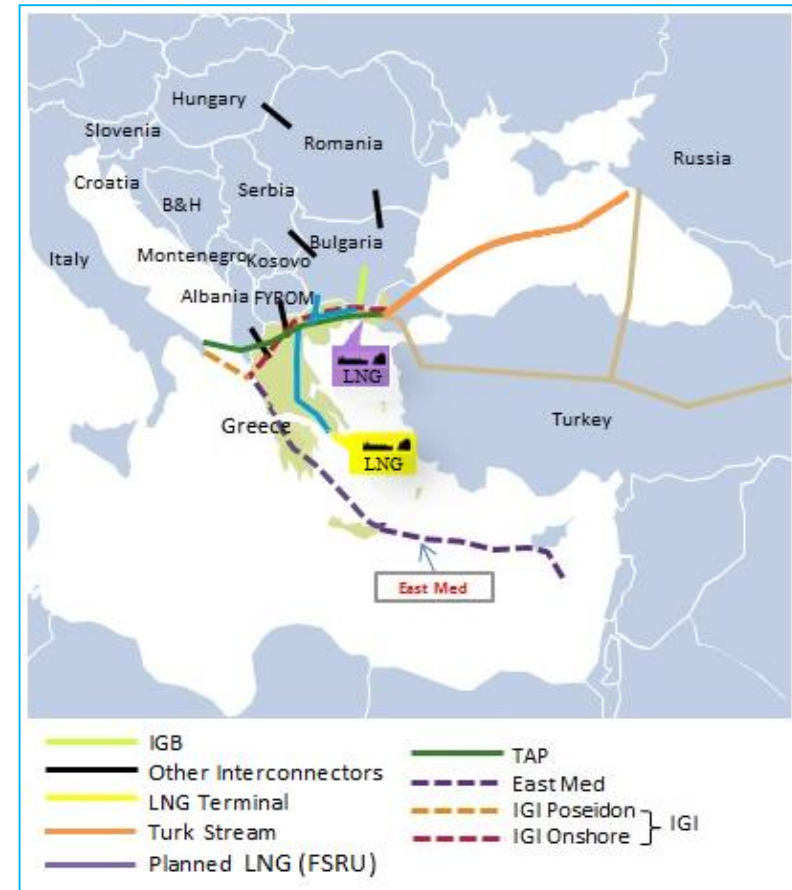 Hungary
Slovenia
Romania
Russia
Croatia
Serbia
B&H
Bulgaria
Italy
Montenegro
Kosovo
Albania
FYROM
LNG
Turkey
Greece
LNG
East Med
IGB
Other Interconnectors
LNG Terminal
Turk Stream
Planned LNG (FSRU)
TAP
East Med
IGI Poseidon
IGI Onshore
IGI